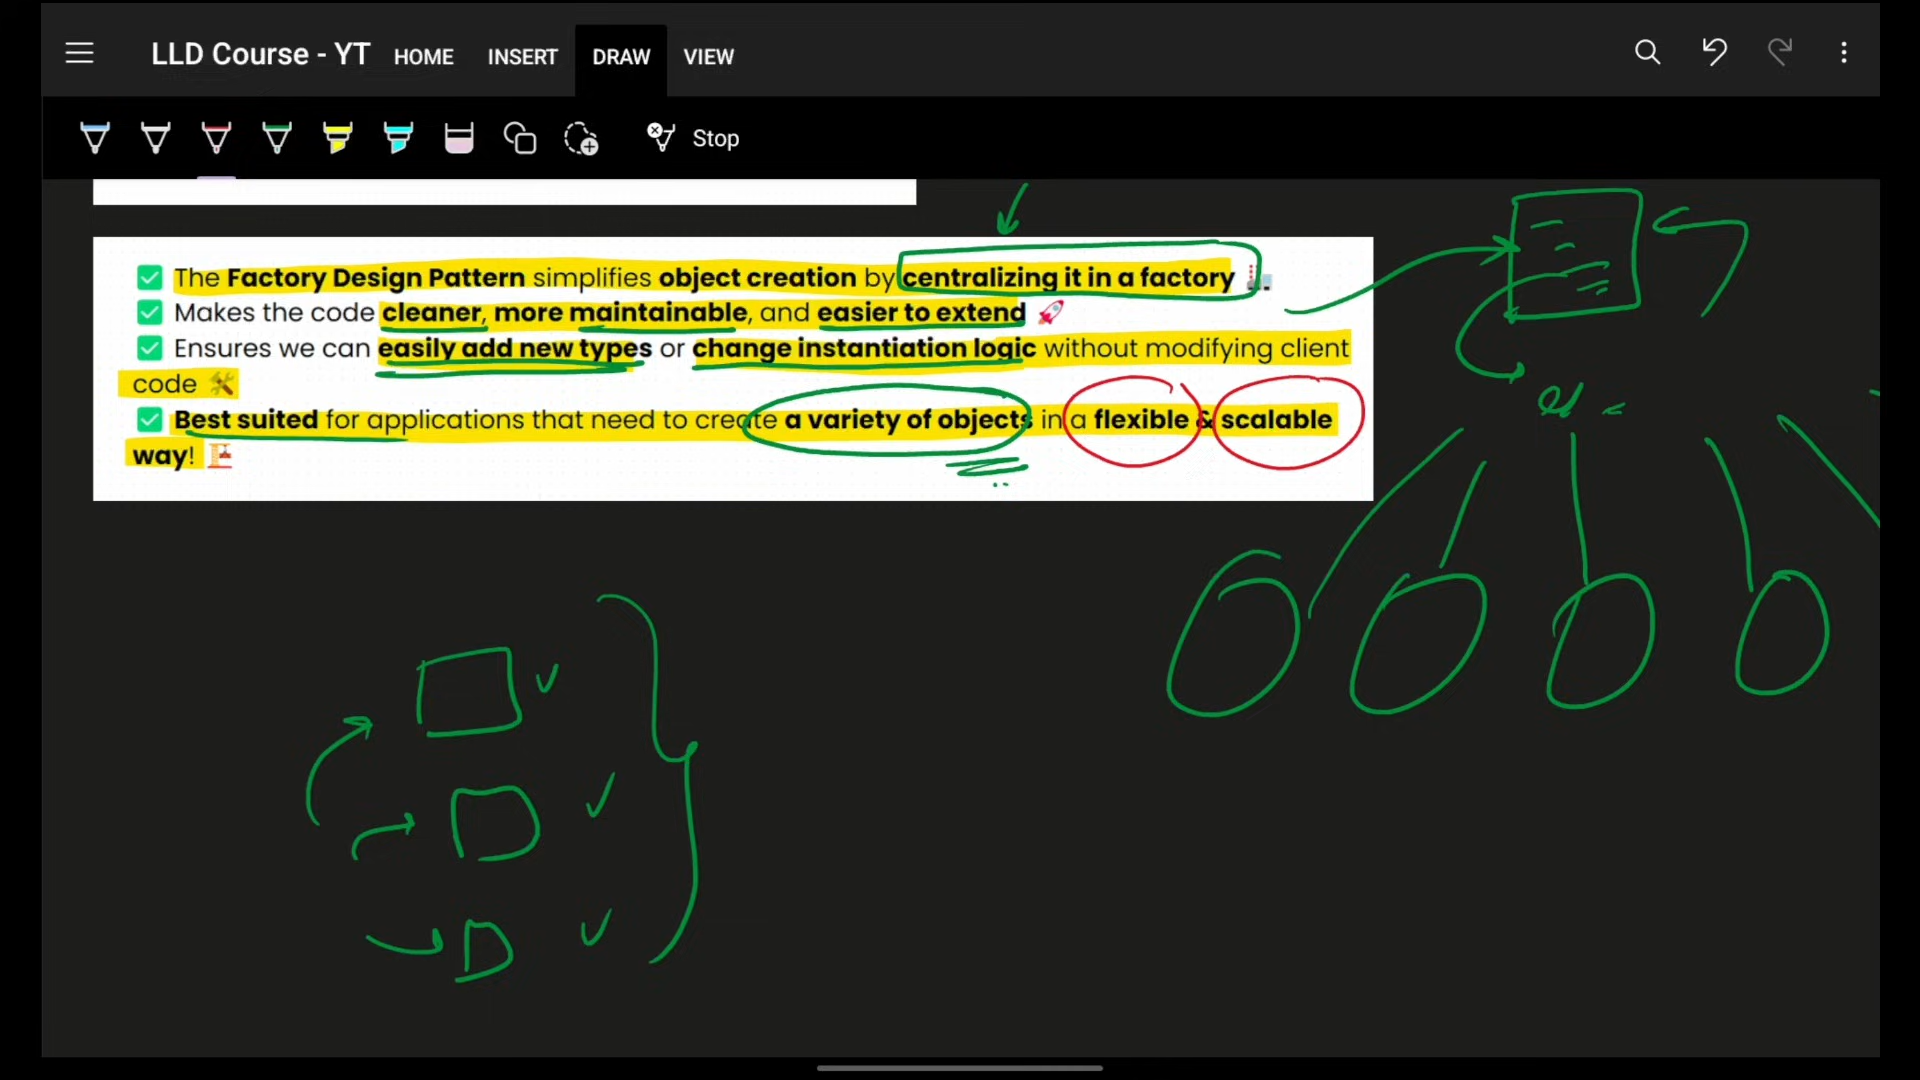 LLD Course - YT HOME INSERT DRAW VIEW
Stop
✅ The Factory Design Pattern simplifies object creation by centralizing it in a factory 🏭
✅ Makes the code cleaner, more maintainable, and easier to extend 🚀
✅ Ensures we can easily add new types or change instantiation logic without modifying client
code 🛠️
✅ Best suited for applications that need to create a variety of objects in a flexible & scalable
way! 🏗️